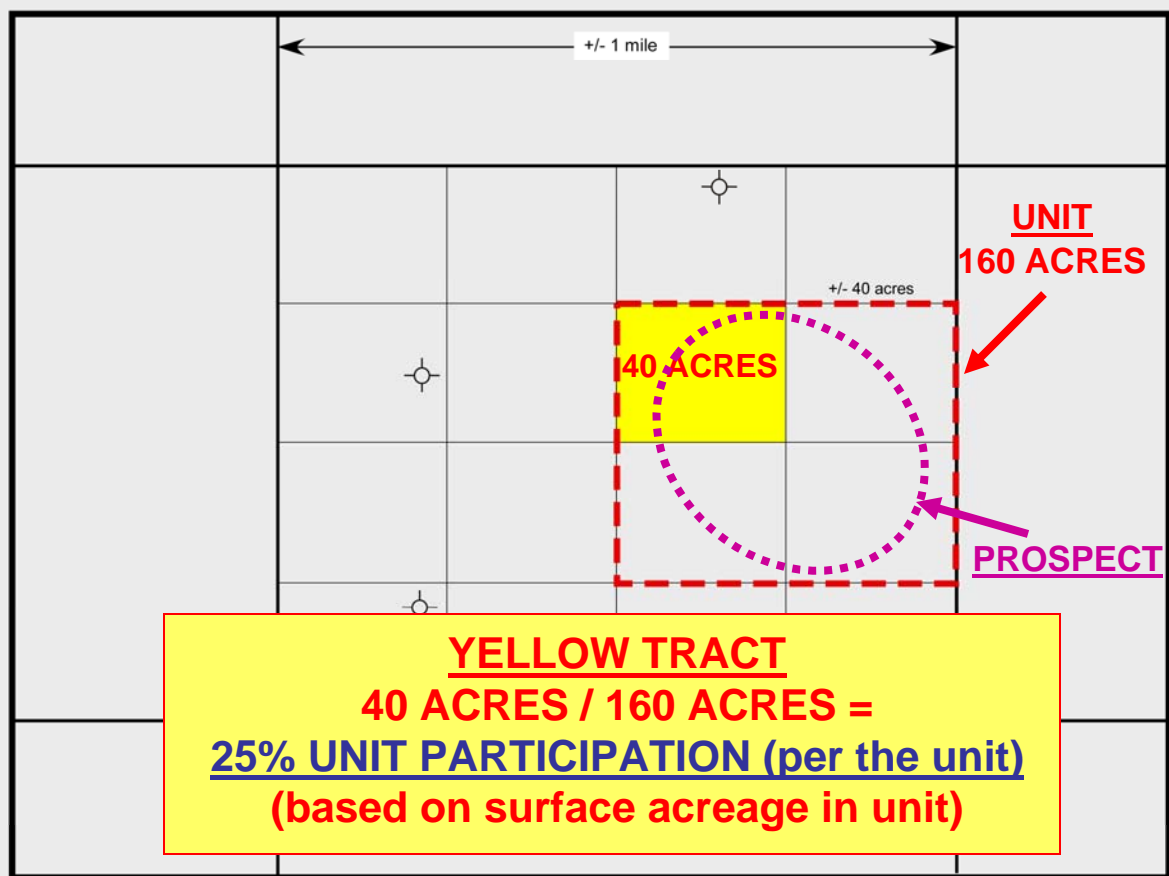 +/- 1 mile
UNIT
160 ACRES
+/- 40 acres
40 ACRES
PROSPECT
YELLOW TRACT
40 ACRES / 160 ACRES =
25% UNIT PARTICIPATION (per the unit)
(based on surface acreage in unit)